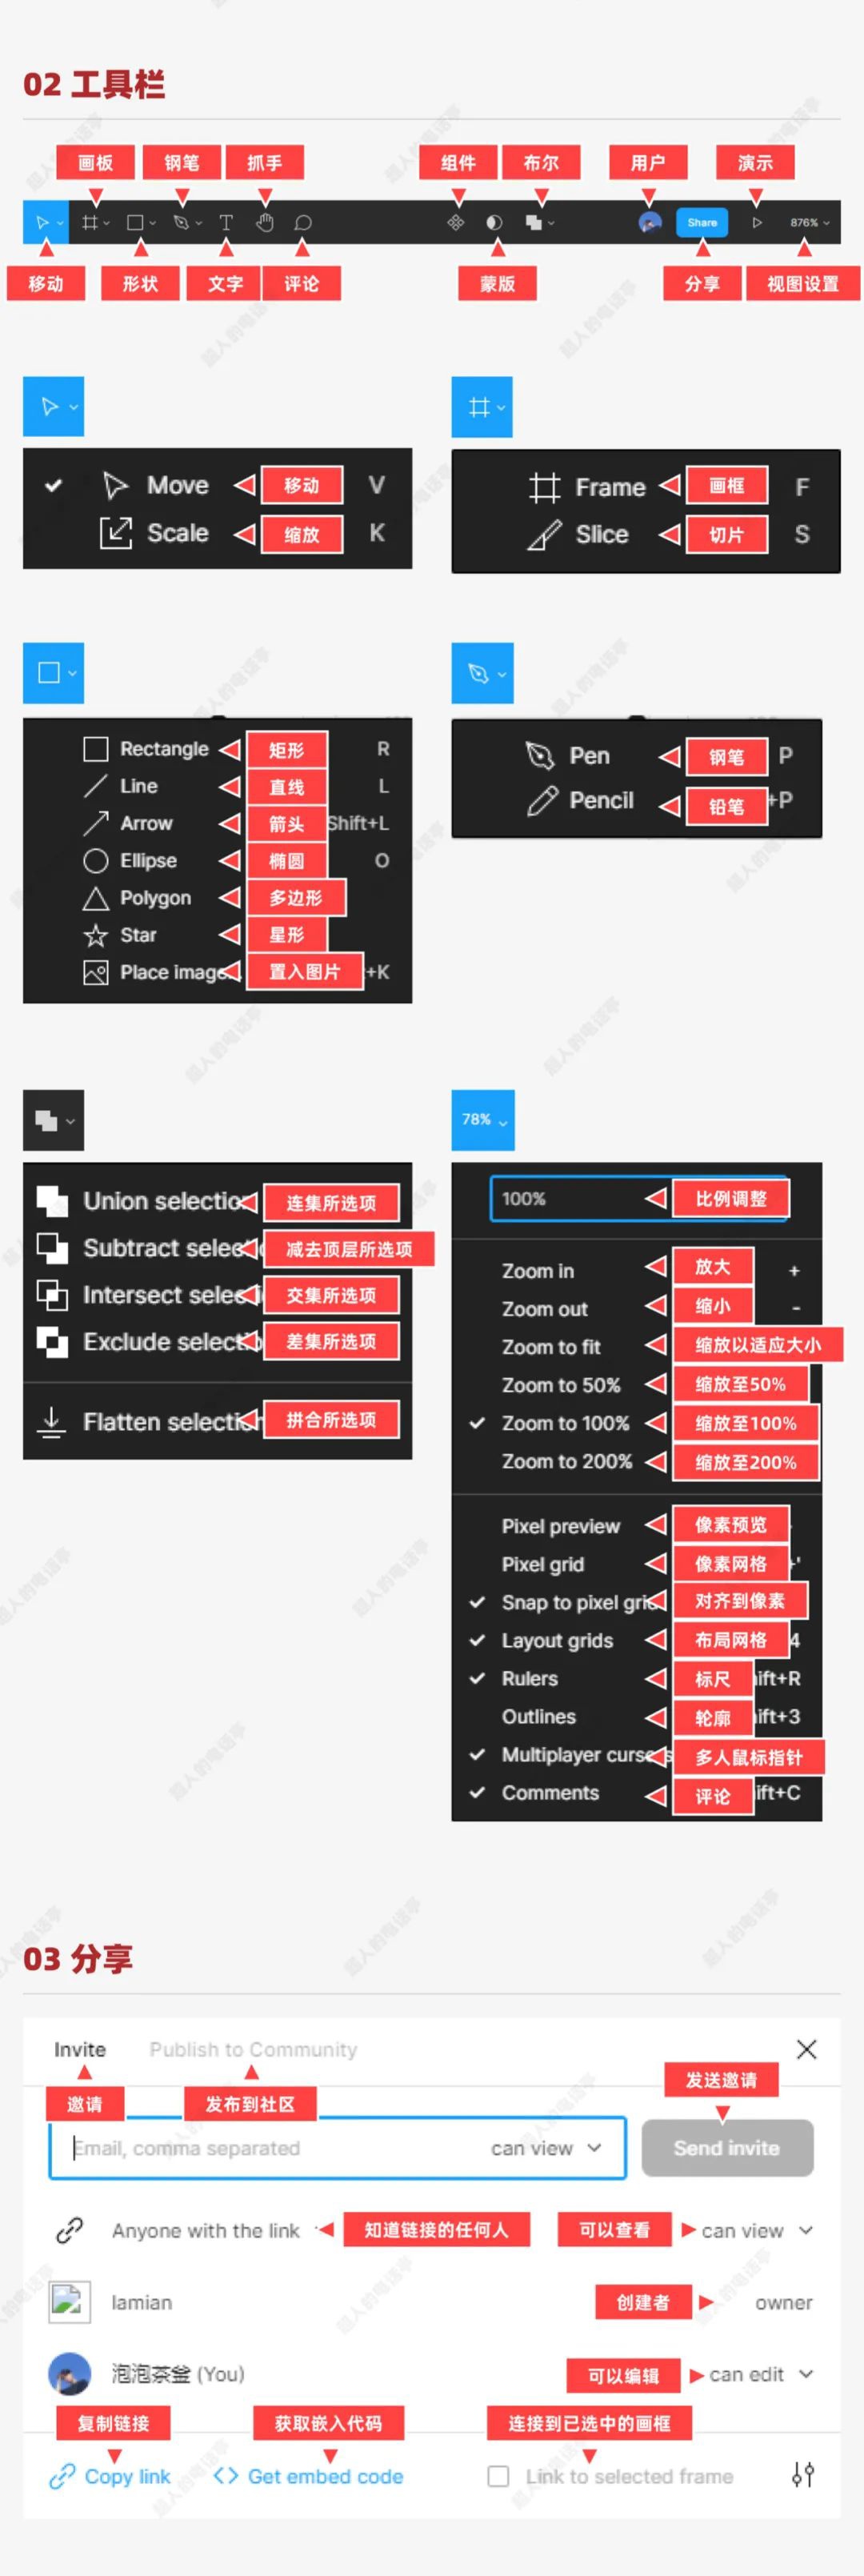 02 工具栏
画板 钢笔 抓手 组件 布尔 用户 演示
T Share 876%
移动 形状 文字 评论 蒙版 分享 视图设置
Move 移动 V
Scale 缩放 K
Frame 画框 F
Slice 切片 S
Rectangle 矩形 R
Line 直线 L
Arrow 箭头 Shift+L
Ellipse 椭圆 O
Polygon 多边形
Star 星形
Place image 置入图片 +K
Pen 钢笔 P
Pencil 铅笔 +P
Union selection 连集所选项
Subtract selec 减去顶层所选项
Intersect selec 交集所选项
Exclude selectio 差集所选项
Flatten selection 拼合所选项
78%
100% 比例调整
Zoom in 放大 +
Zoom out 缩小 -
Zoom to fit 缩放以适应大小
Zoom to 50% 缩放至50%
Zoom to 100% 缩放至100%
Zoom to 200% 缩放至200%
Pixel preview 像素预览
Pixel grid 像素网格 +'
Snap to pixel grid 对齐到像素
Layout grids 布局网格 4
Rulers 标尺 ift+R
Outlines 轮廓 ift+3
Multiplayer cursors 多人鼠标指针
Comments 评论 ift+C
03 分享
Invite Publish to Community
邀请 发布到社区 发送邀请
Email, comma separated can view Send invite
Anyone with the link 知道链接的任何人 可以查看 can view
lamian 创建者 owner
泡泡茶釜 (You) 可以编辑 can edit
复制链接 获取嵌入代码 连接到已选中的画框
Copy link <> Get embed code Link to selected frame
超人的电话亭